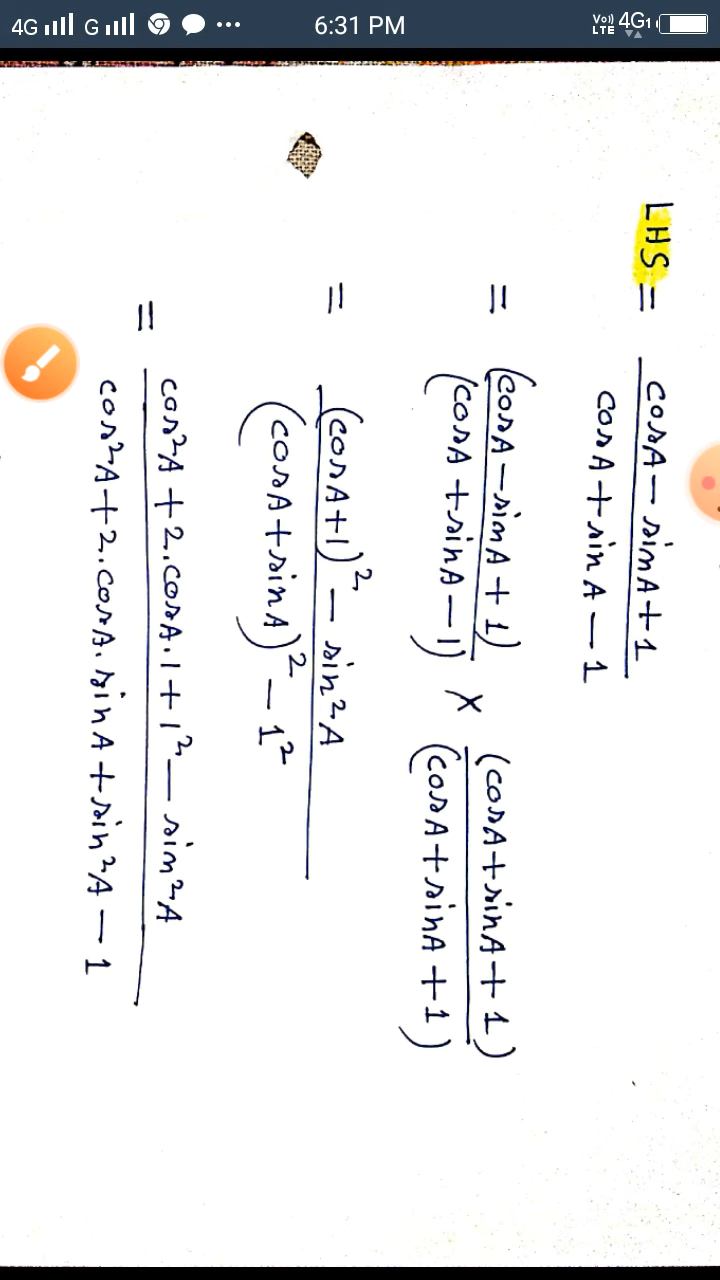 4G G ... 6:31 PM VoLTE 4G1
LHS = cosA - sinA + 1
cosA + sinA - 1
= (cosA - sinA + 1) × (cosA + sinA + 1)
(cosA + sinA - 1) (cosA + sinA + 1)
= (cosA + 1)² - sin²A
(cosA + sinA)² - 1²
= cos²A + 2.cosA.1 + 1² - sin²A
cos²A + 2.cosA.sinA + sin²A - 1